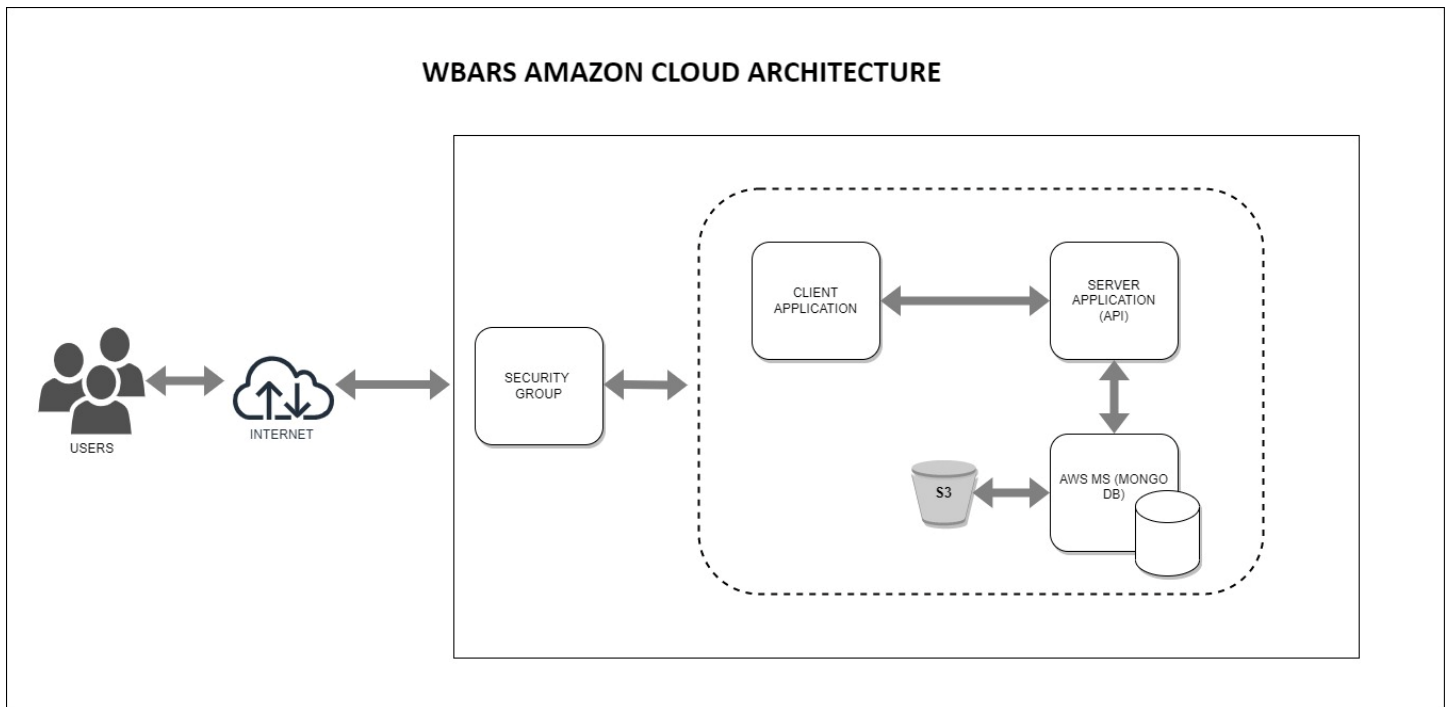 WBARS AMAZON CLOUD ARCHITECTURE
CLIENT
APPLICATION
SERVER
APPLICATION
(API)
SECURITY
GROUP
USERS
INTERNET
S3
AWS MS (MONGO
DB)